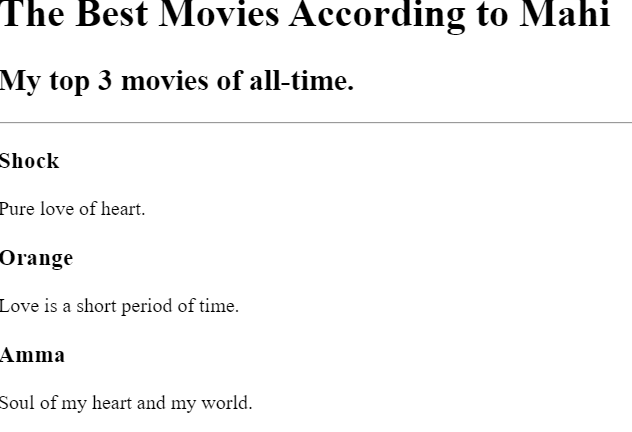 The Best Movies According to Mahi
My top 3 movies of all-time.
Shock
Pure love of heart.
Orange
Love is a short period of time.
Amma
Soul of my heart and my world.